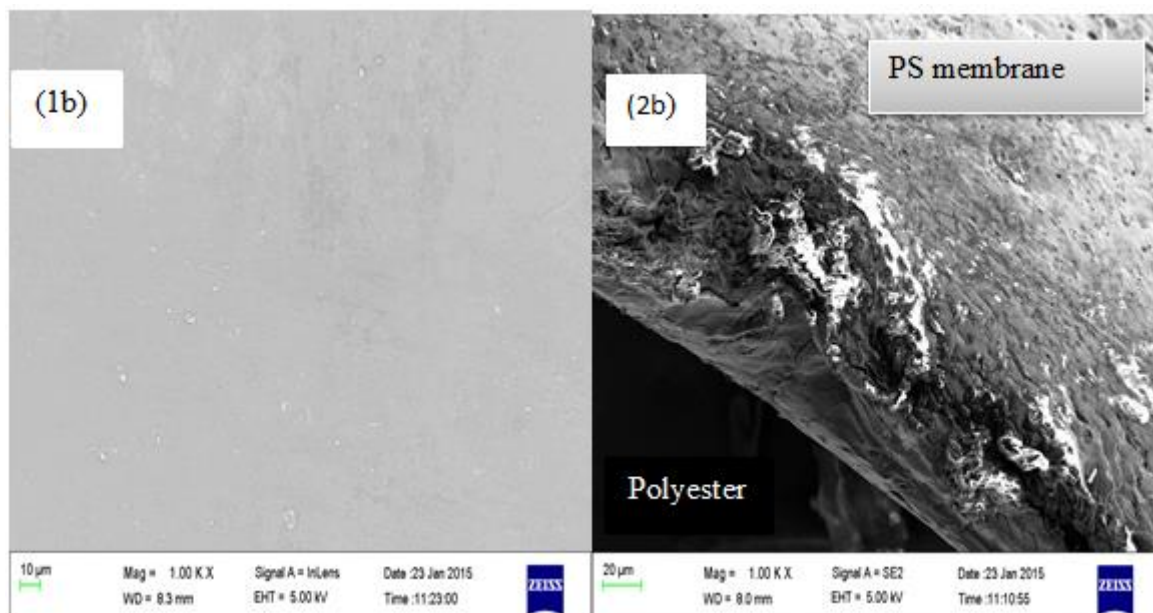 (1b)
PS membrane
(2b)
Polyester
10 µm
Mag = 1.00 K X
Signal A = InLens
Date :23 Jan 2015
ZEISS
WD = 8.3 mm
EHT = 5.00 kV
Time :11:23:00
20 µm
Mag = 1.00 K X
Signal A = SE2
Date :23 Jan 2015
ZEISS
WD = 8.0 mm
EHT = 5.00 kV
Time :11:10:55